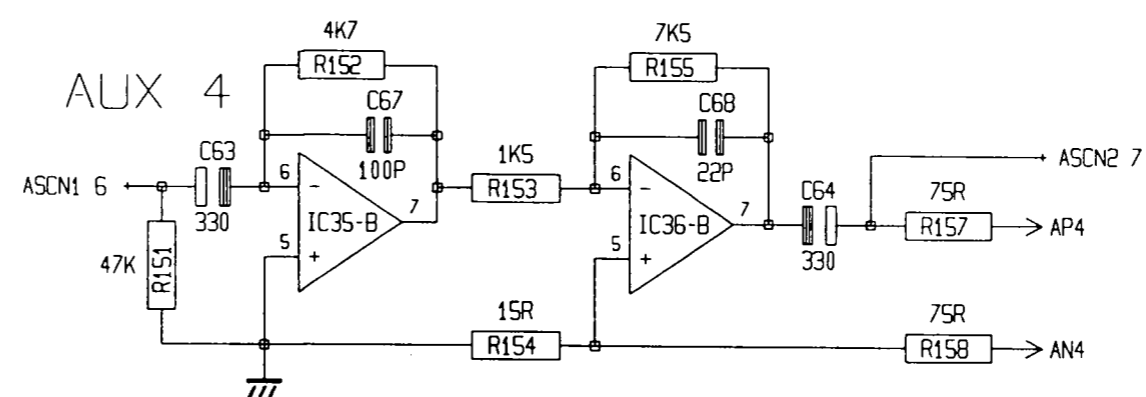 AUX 4
4K7
R152
C67
100P
C63
330
ASCN1 6
47K
R151
6
5
7
IC35-B
1K5
R153
15R
R154
7K5
R155
C68
22P
6
5
7
IC36-B
C64
330
ASCN2 7
75R
R157
AP4
75R
R158
AN4